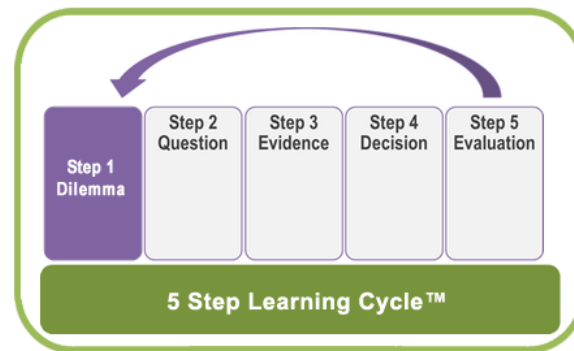 Step 1
Dilemma
Step 2
Question
Step 3
Evidence
Step 4
Decision
Step 5
Evaluation
5 Step Learning Cycle™